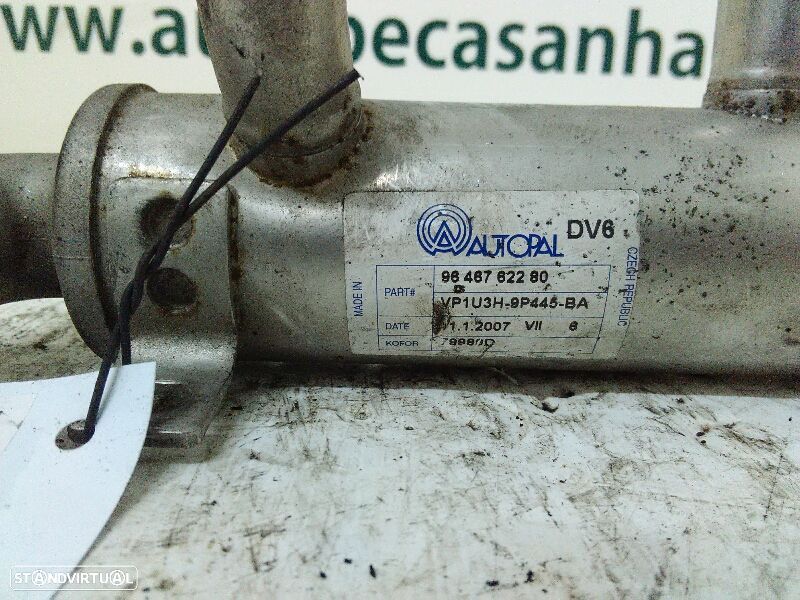 www.au pecasanha
AUTOPAL DV6
MADE IN
CZECH REPUBLIC
96 467 622 80
PART#
VP1U3H-9P445-BA
DATE 1.1.2007 VII 6
KOFOR
STANDVIRTUAL